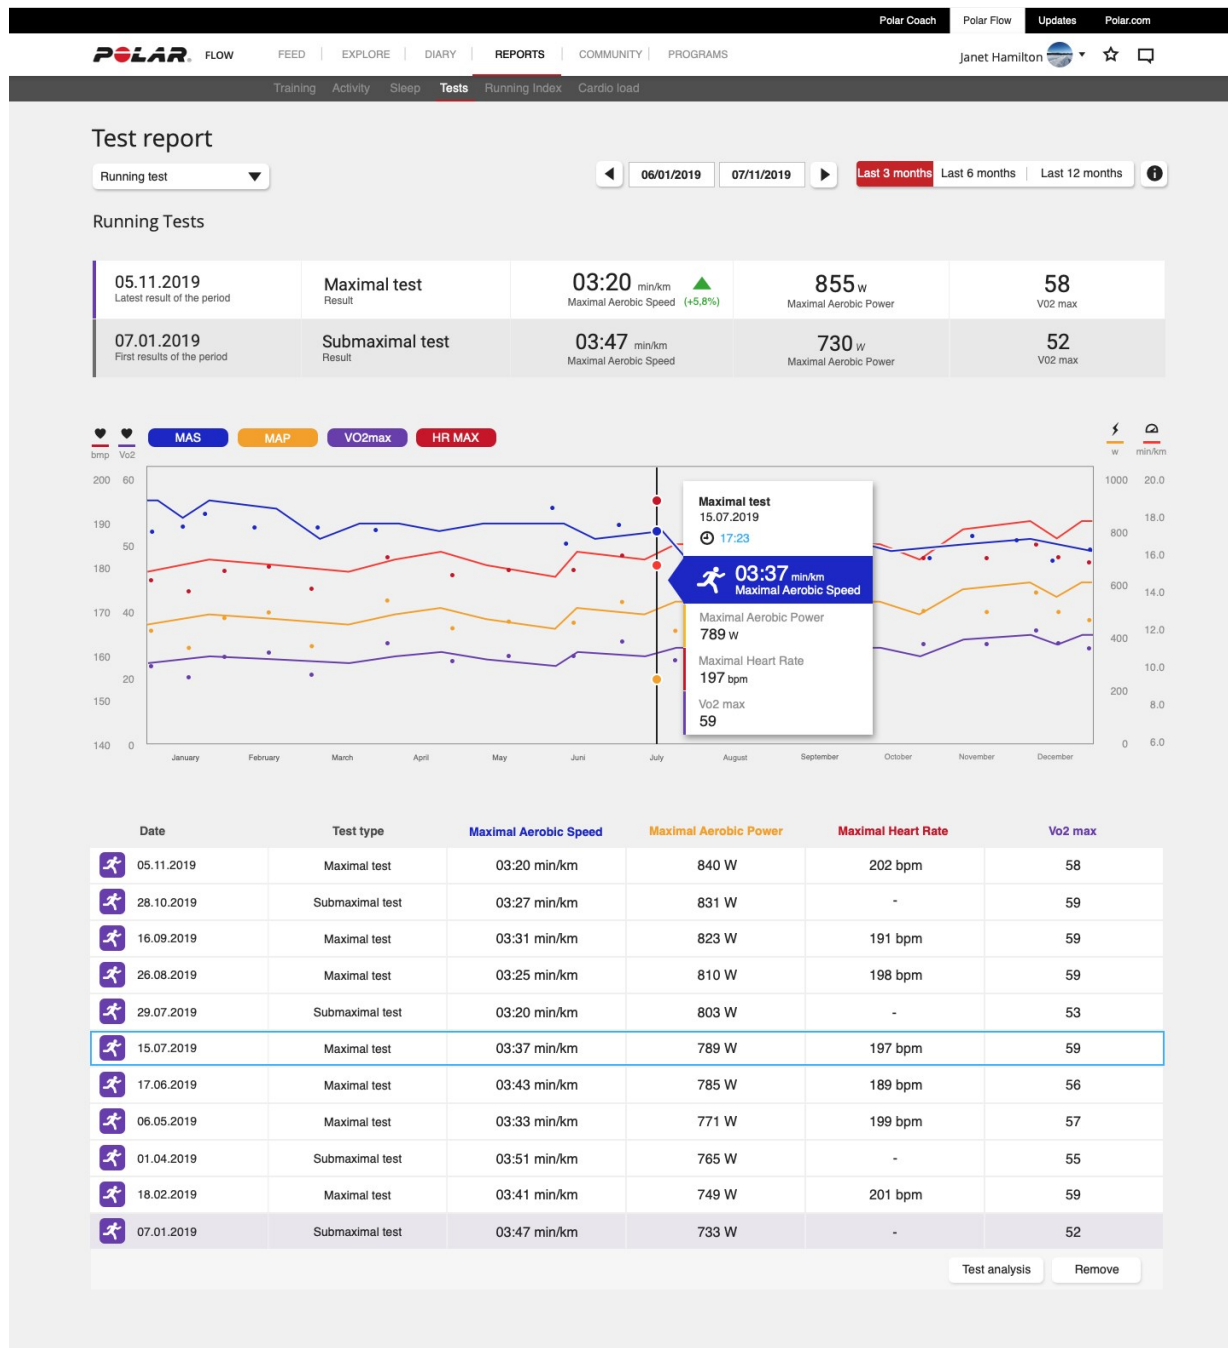 Polar Coach Polar Flow Updates Polar.com
POLAR. FLOW FEED EXPLORE DIARY REPORTS COMMUNITY PROGRAMS Janet Hamilton
Training Activity Sleep Tests Running Index Cardio load
Test report
Running test 06/01/2019 07/11/2019 Last 3 months Last 6 months Last 12 months
Running Tests
05.11.2019 Maximal test 03:20 min/km 855 w 58
Latest result of the period Result Maximal Aerobic Speed (+5,8%) Maximal Aerobic Power V02 max
07.01.2019 Submaximal test 03:47 min/km 730 w 52
First results of the period Result Maximal Aerobic Speed Maximal Aerobic Power V02 max
MAS MAP VO2max HR MAX
bpm Vo2 w min/km
200 60 1000 20.0
190 18.0
800
50 16.0
180
600 14.0
170 40
12.0
400
160 10.0
20
200
150 8.0
140 0 0 6.0
Maximal test
15.07.2019
17:23
03:37 min/km
Maximal Aerobic Speed
Maximal Aerobic Power
789 w
Maximal Heart Rate
197 bpm
Vo2 max
59
January February March April May Juni July August September October November December
Date Test type Maximal Aerobic Speed Maximal Aerobic Power Maximal Heart Rate Vo2 max
05.11.2019 Maximal test 03:20 min/km 840 W 202 bpm 58
28.10.2019 Submaximal test 03:27 min/km 831 W - 59
16.09.2019 Maximal test 03:31 min/km 823 W 191 bpm 59
26.08.2019 Maximal test 03:25 min/km 810 W 198 bpm 59
29.07.2019 Submaximal test 03:20 min/km 803 W - 53
15.07.2019 Maximal test 03:37 min/km 789 W 197 bpm 59
17.06.2019 Maximal test 03:43 min/km 785 W 189 bpm 56
06.05.2019 Maximal test 03:33 min/km 771 W 199 bpm 57
01.04.2019 Submaximal test 03:51 min/km 765 W - 55
18.02.2019 Maximal test 03:41 min/km 749 W 201 bpm 59
07.01.2019 Submaximal test 03:47 min/km 733 W - 52
Test analysis Remove